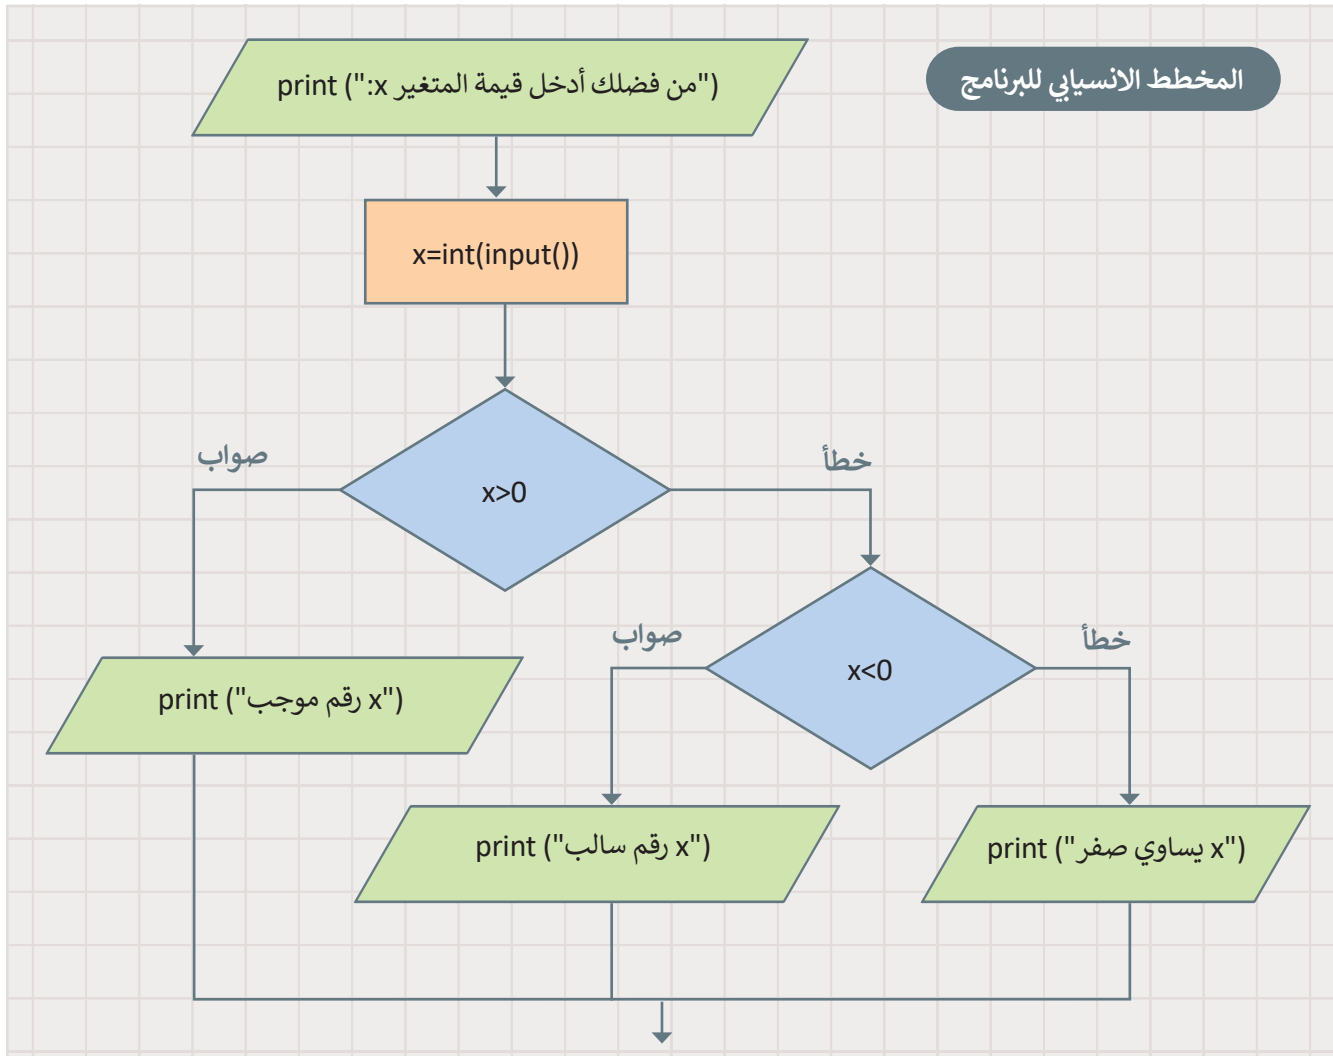 المخطط الانسيابي للبرنامج
print ("من فضلك أدخل قيمة المتغير x:")
x=int(input())
x>0
صواب
خطأ
x<0
صواب
خطأ
print ("x رقم موجب")
print ("x رقم سالب")
print ("x يساوي صفر")